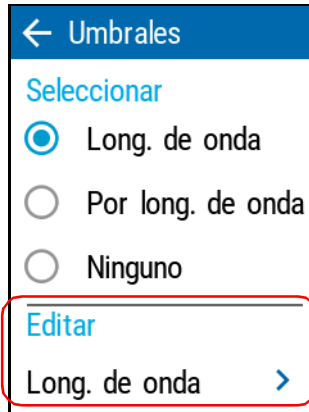 Umbrales
Seleccionar
Long. de onda
Por long. de onda
Ninguno
Editar
Long. de onda